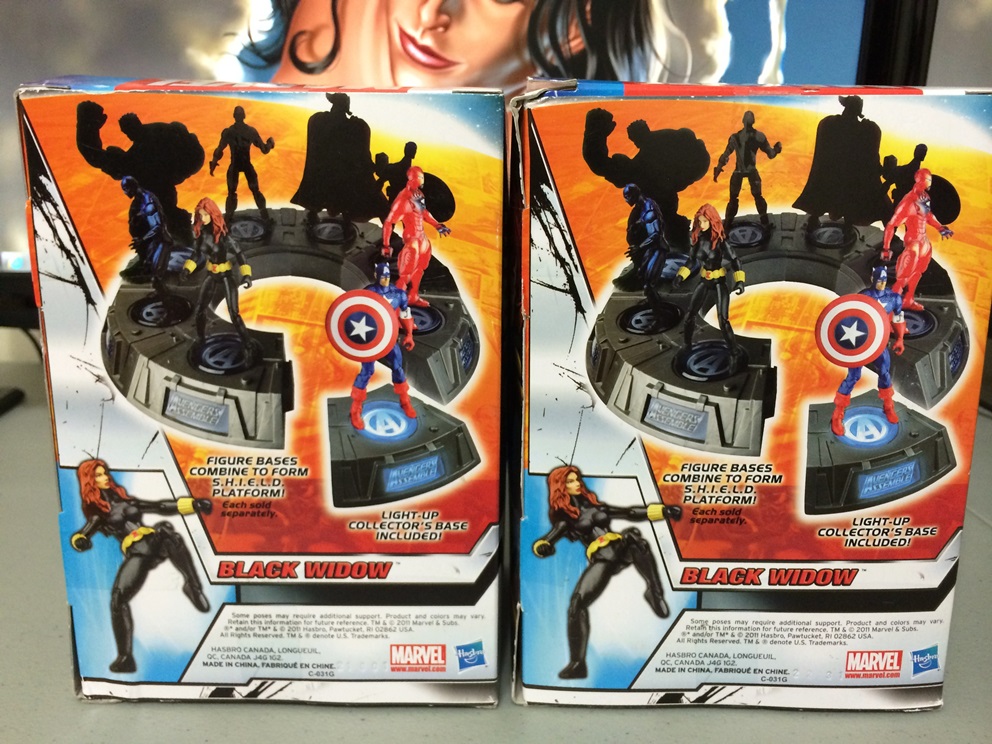 AVENGERS
ASSEMBLE
AVENGERS
ASSEMBLE
FIGURE BASES
COMBINE TO FORM
S.H.I.E.L.D.
PLATFORM!
Each sold
separately.
LIGHT-UP
COLLECTOR'S BASE
INCLUDED!
BLACK WIDOW™
Some poses may require additional support. Product and colors may vary.
Retain this information for future reference. TM & © 2011 Marvel & Subs.
®* and/or TM* & © 2011 Hasbro, Pawtucket, RI 02862 USA.
All Rights Reserved. TM & ® denote U.S. Trademarks.
HASBRO CANADA, LONGUEUIL,
QC, CANADA J4G 1G2.
MADE IN CHINA. FABRIQUÉ EN CHINE.
C-031G
MARVEL
www.marvel.com
Hasbro
AVENGERS
ASSEMBLE
AVENGERS
ASSEMBLE
FIGURE BASES
COMBINE TO FORM
S.H.I.E.L.D.
PLATFORM!
Each sold
separately.
LIGHT-UP
COLLECTOR'S BASE
INCLUDED!
BLACK WIDOW™
Some poses may require additional support. Product and colors may vary.
Retain this information for future reference. TM & © 2011 Marvel & Subs.
®* and/or TM* & © 2011 Hasbro, Pawtucket, RI 02862 USA.
All Rights Reserved. TM & ® denote U.S. Trademarks.
HASBRO CANADA, LONGUEUIL,
QC, CANADA J4G 1G2.
MADE IN CHINA. FABRIQUÉ EN CHINE.
C-031G
MARVEL
www.marvel.com
Hasbro